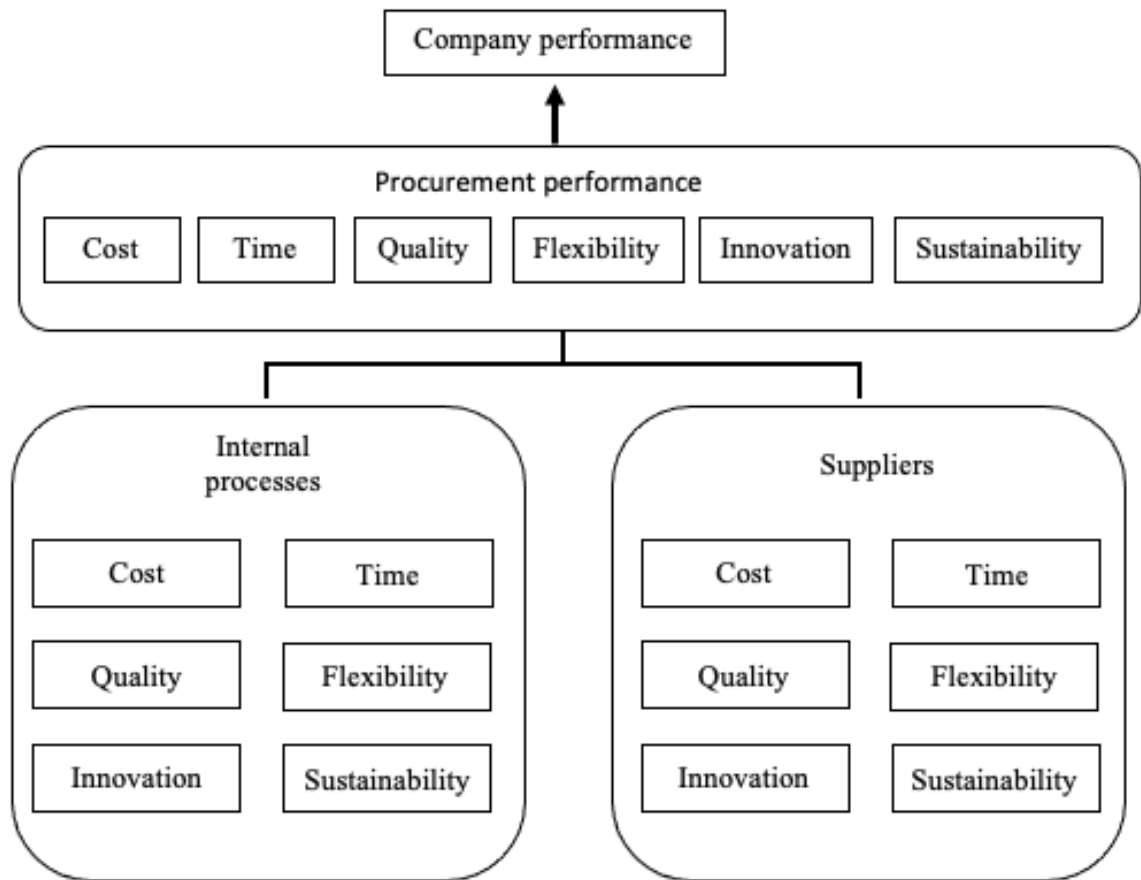 Company performance
Procurement performance
Cost
Time
Quality
Flexibility
Innovation
Sustainability
Internal
processes
Cost
Time
Quality
Flexibility
Innovation
Sustainability
Suppliers
Cost
Time
Quality
Flexibility
Innovation
Sustainability